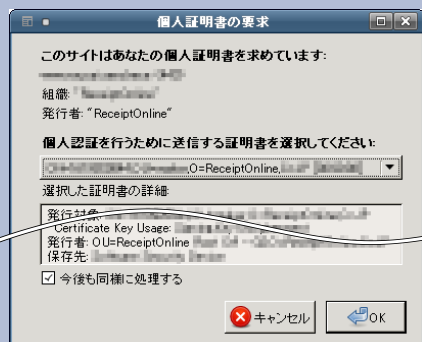 個人証明書の要求
このサイトはあなたの個人証明書を求めています:
組織: "
発行者: "ReceiptOnline"
個人認証を行うために送信する証明書を選択してください:
,O=ReceiptOnline,
選択した証明書の詳細:
発行対象:
Certificate Key Usage:
発行者: OU=ReceiptOnline
保存先:
今後も同様に処理する
キャンセル
OK